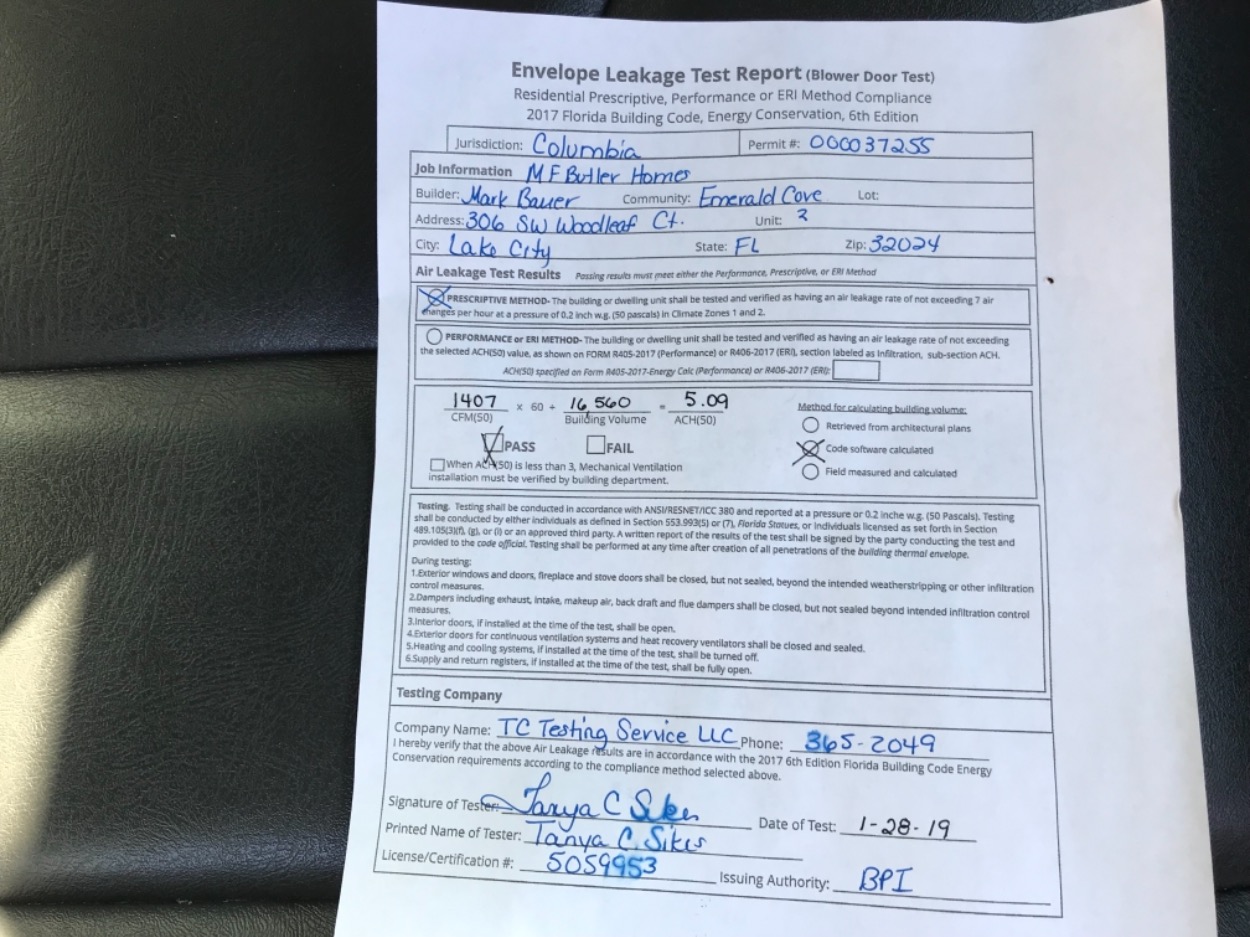 Envelope Leakage Test Report (Blower Door Test)
Residential Prescriptive, Performance or ERI Method Compliance
2017 Florida Building Code, Energy Conservation, 6th Edition
Jurisdiction: Columbia Permit #: 000037255
Job Information MF Butler Homes
Builder: Mark Bauer Community: Emerald Cove Lot:
Address: 306 SW Woodleaf Ct. Unit: 2
City: Lake City State: FL Zip: 32024
Air Leakage Test Results Passing results must meet either the Performance, Prescriptive, or ERI Method
PRESCRIPTIVE METHOD- The building or dwelling unit shall be tested and verified as having an air leakage rate of not exceeding 7 air
changes per hour at a pressure of 0.2 inch w.g. (50 pascals) in Climate Zones 1 and 2.
PERFORMANCE or ERI METHOD- The building or dwelling unit shall be tested and verified as having an air leakage rate of not exceeding
the selected ACH(50) value, as shown on FORM R405-2017 (Performance) or R406-2017 (ERI), section labeled as infiltration, sub-section ACH.
ACH(50) specified on Form R405-2017-Energy Calc (Performance) or R406-2017 (ERI):
1407 x 60 ÷ 16,560 = 5.09 Method for calculating building volume:
CFM(50) Building Volume ACH(50) Retrieved from architectural plans
PASS FAIL Code software calculated
When ACH(50) is less than 3, Mechanical Ventilation Field measured and calculated
installation must be verified by building department.
Testing. Testing shall be conducted in accordance with ANSI/RESNET/ICC 380 and reported at a pressure or 0.2 inche w.g. (50 Pascals). Testing
shall be conducted by either individuals as defined in Section 553.993(5) or (7), Florida Statues, or individuals licensed as set forth in Section
489.105(3)(f), (g), or (i) or an approved third party. A written report of the results of the test shall be signed by the party conducting the test and
provided to the code official. Testing shall be performed at any time after creation of all penetrations of the building thermal envelope.
During testing:
1.Exterior windows and doors, fireplace and stove doors shall be closed, but not sealed, beyond the intended weatherstripping or other infiltration
control measures.
2.Dampers including exhaust, intake, makeup air, back draft and flue dampers shall be closed, but not sealed beyond intended infiltration control
measures.
3.Interior doors, if installed at the time of the test, shall be open.
4.Exterior doors for continuous ventilation systems and heat recovery ventilators shall be closed and sealed.
5.Heating and cooling systems, if installed at the time of the test, shall be turned off.
6.Supply and return registers, if installed at the time of the test, shall be fully open.
Testing Company
Company Name: TC Testing Service LLC Phone: 365-2049
I hereby verify that the above Air Leakage results are in accordance with the 2017 6th Edition Florida Building Code Energy
Conservation requirements according to the compliance method selected above.
Signature of Tester: Tanya C Sikes Date of Test: 1-28-19
Printed Name of Tester: Tanya C. Sikes
License/Certification #: 5059953 Issuing Authority: BPI